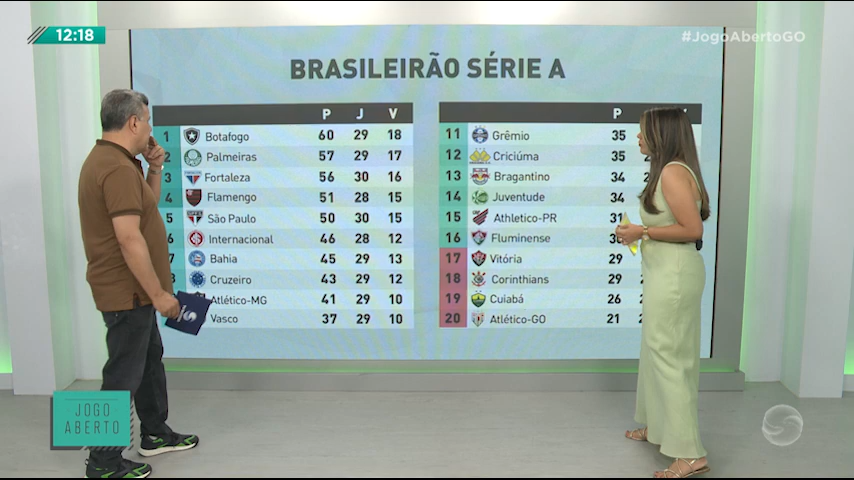 12:18
#JogoAbertoGO
BRASILEIRÃO SÉRIE A
P J V
1 Botafogo 60 29 18
2 Palmeiras 57 29 17
3 Fortaleza 56 30 16
4 Flamengo 51 28 15
5 São Paulo 50 30 15
6 Internacional 46 28 12
7 Bahia 45 29 13
8 Cruzeiro 43 29 12
Atlético-MG 41 29 10
Vasco 37 29 10
P
11 Grêmio 35
12 Criciúma 35
13 Bragantino 34
14 Juventude 34
15 Athletico-PR 31
16 Fluminense
17 Vitória 29
18 Corinthians 29
19 Cuiabá 26
20 Atlético-GO 21
JOGO
ABERTO